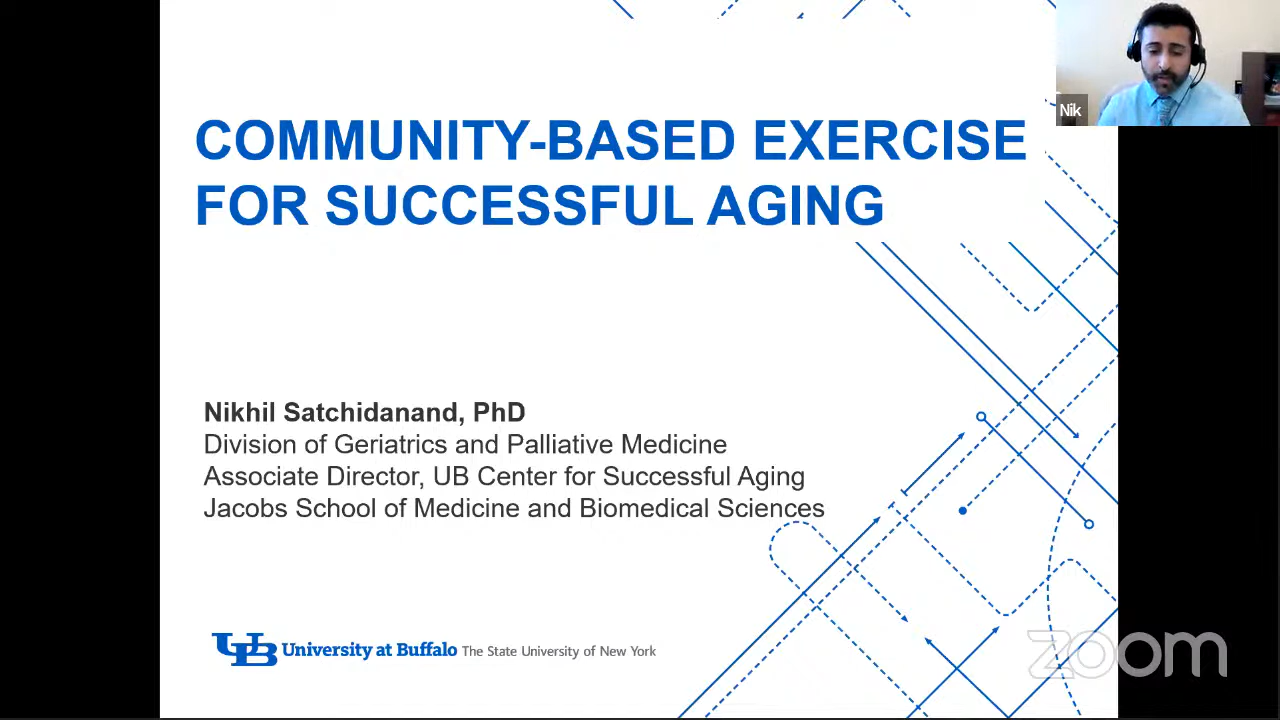 COMMUNITY-BASED EXERCISE
FOR SUCCESSFUL AGING
Nik
Nikhil Satchidanand, PhD
Division of Geriatrics and Palliative Medicine
Associate Director, UB Center for Successful Aging
Jacobs School of Medicine and Biomedical Sciences
UB University at Buffalo The State University of New York
zoom